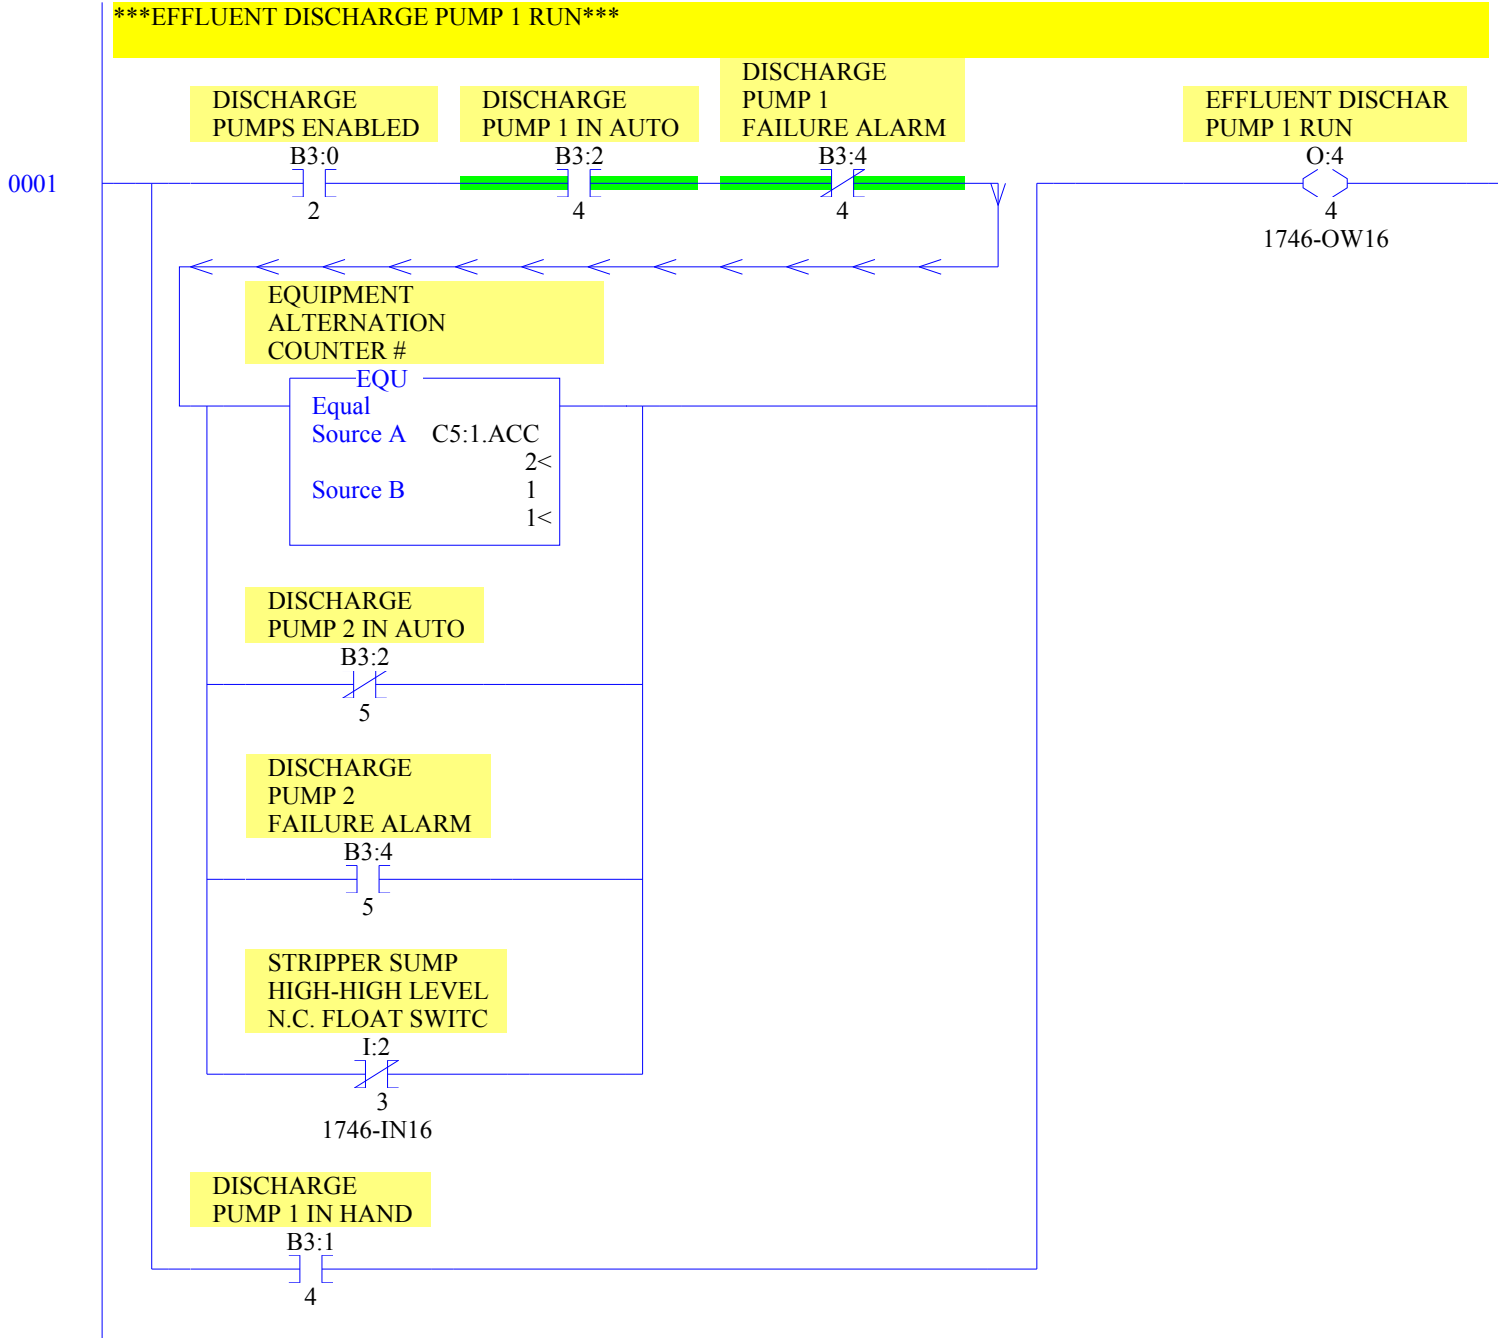 ***EFFLUENT DISCHARGE PUMP 1 RUN***
DISCHARGE
PUMPS ENABLED
B3:0
2
DISCHARGE
PUMP 1 IN AUTO
B3:2
4
DISCHARGE
PUMP 1
FAILURE ALARM
B3:4
4
EFFLUENT DISCHAR
PUMP 1 RUN
O:4
4
1746-OW16
0001
EQUIPMENT
ALTERNATION
COUNTER #
EQU
Equal
Source A C5:1.ACC
2<
Source B 1
1<
DISCHARGE
PUMP 2 IN AUTO
B3:2
5
DISCHARGE
PUMP 2
FAILURE ALARM
B3:4
5
STRIPPER SUMP
HIGH-HIGH LEVEL
N.C. FLOAT SWITC
I:2
3
1746-IN16
DISCHARGE
PUMP 1 IN HAND
B3:1
4